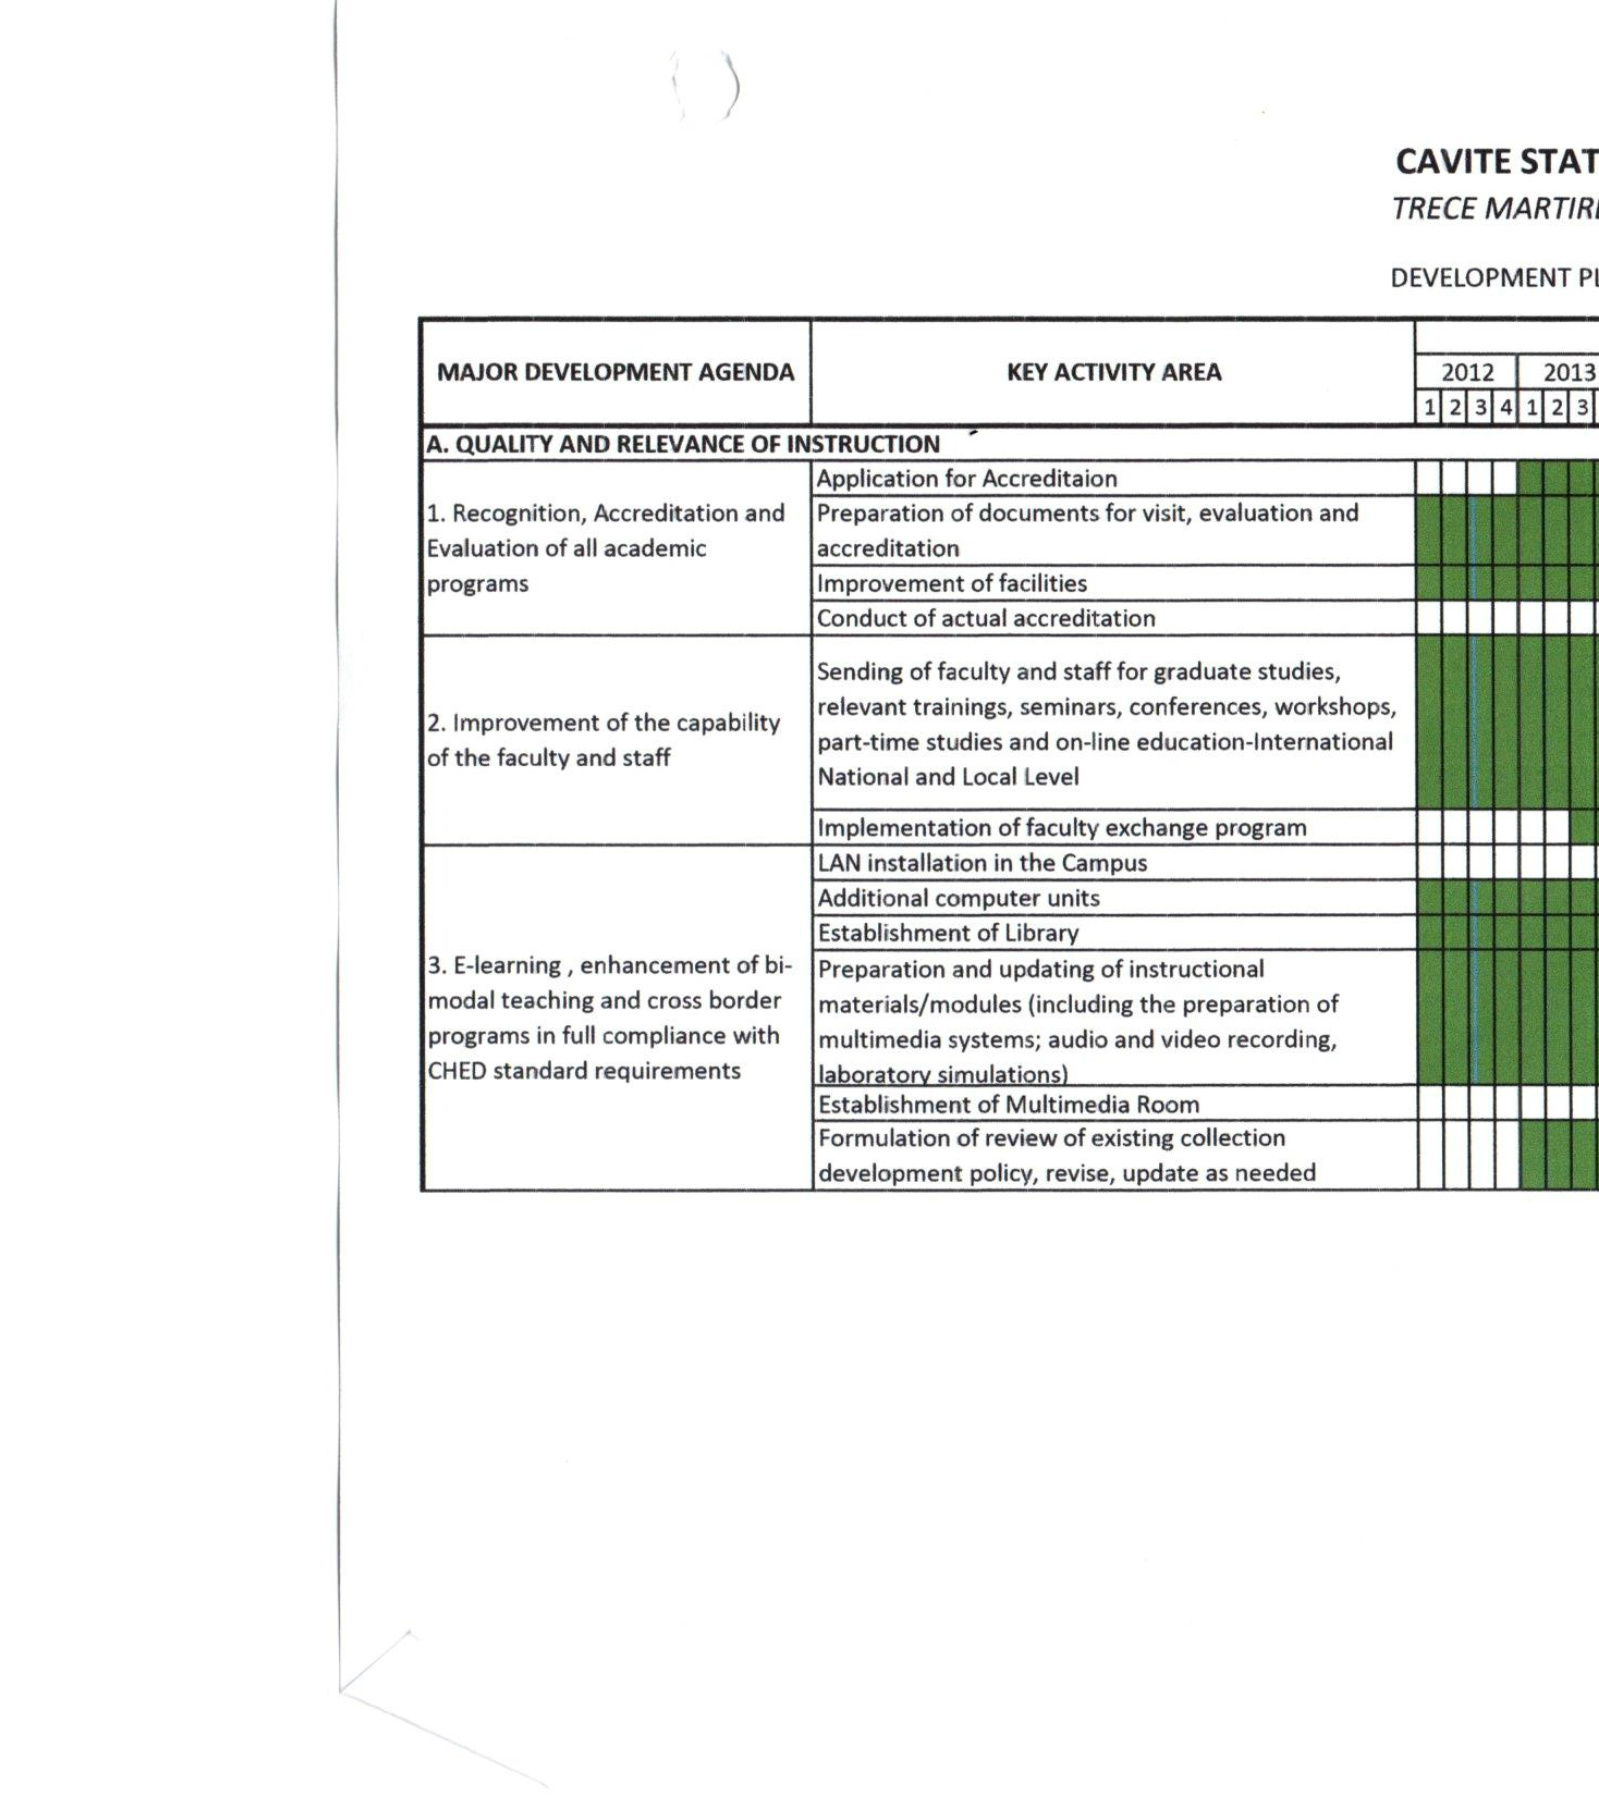 CAVITE STAT
TRECE MARTIR
DEVELOPMENT PL
MAJOR DEVELOPMENT AGENDA
KEY ACTIVITY AREA
2012 2013
1 2 3 4 1 2 3
A. QUALITY AND RELEVANCE OF INSTRUCTION
1. Recognition, Accreditation and
Evaluation of all academic
programs
Application for Accreditaion
Preparation of documents for visit, evaluation and
accreditation
Improvement of facilities
Conduct of actual accreditation
2. Improvement of the capability
of the faculty and staff
Sending of faculty and staff for graduate studies,
relevant trainings, seminars, conferences, workshops,
part-time studies and on-line education-International
National and Local Level
Implementation of faculty exchange program
3. E-learning , enhancement of bi-
modal teaching and cross border
programs in full compliance with
CHED standard requirements
LAN installation in the Campus
Additional computer units
Establishment of Library
Preparation and updating of instructional
materials/modules (including the preparation of
multimedia systems; audio and video recording,
laboratory simulations)
Establishment of Multimedia Room
Formulation of review of existing collection
development policy, revise, update as needed